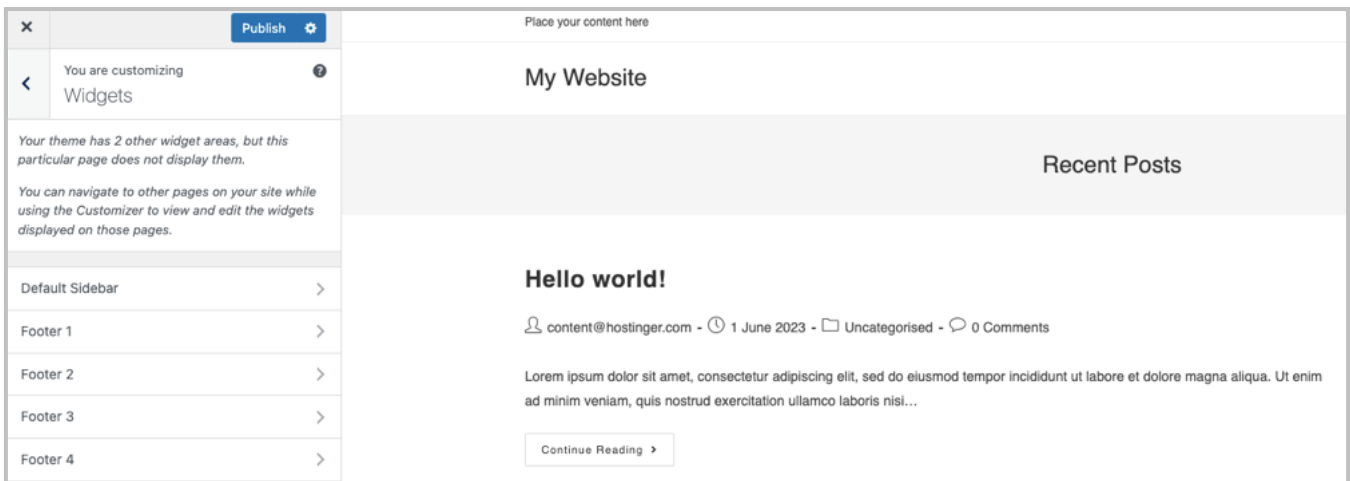 Publish
You are customizing
Widgets
Your theme has 2 other widget areas, but this
particular page does not display them.
You can navigate to other pages on your site while
using the Customizer to view and edit the widgets
displayed on those pages.
Default Sidebar
Footer 1
Footer 2
Footer 3
Footer 4
Place your content here
My Website
Recent Posts
Hello world!
content@hostinger.com - 1 June 2023 - Uncategorised - 0 Comments
Lorem ipsum dolor sit amet, consectetur adipiscing elit, sed do eiusmod tempor incididunt ut labore et dolore magna aliqua. Ut enim
ad minim veniam, quis nostrud exercitation ullamco laboris nisi…
Continue Reading